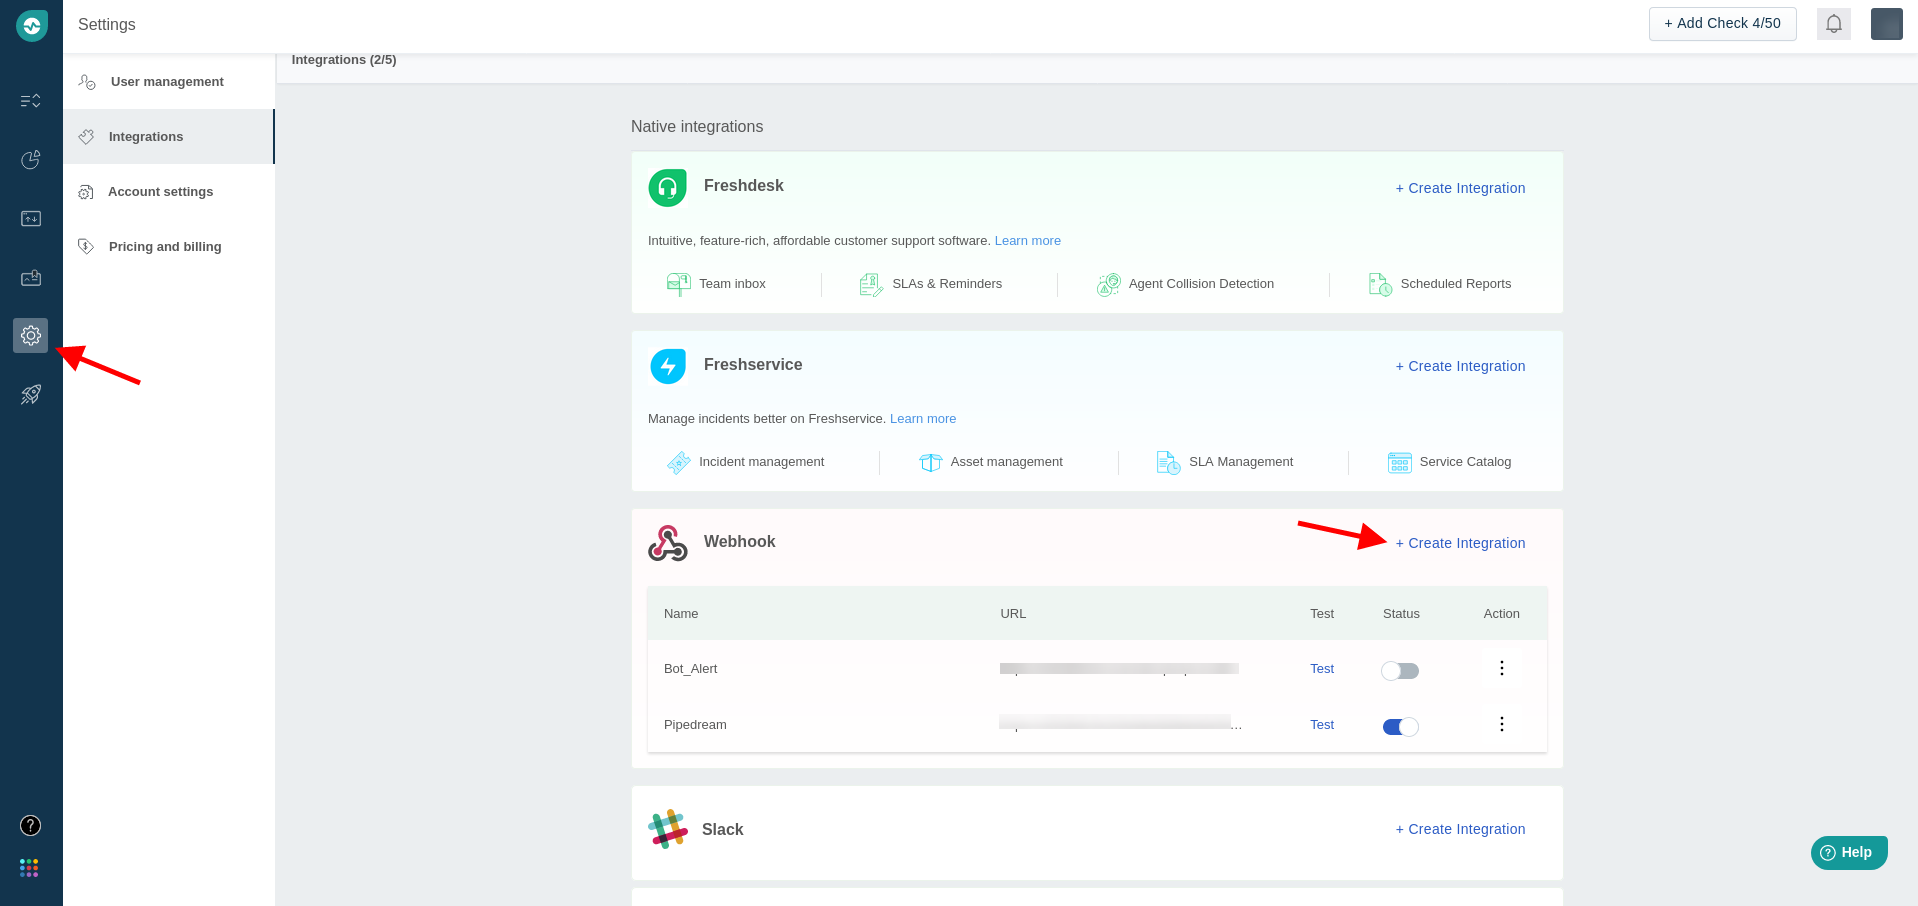 Settings
+ Add Check 4/50
User management
Integrations
Account settings
Pricing and billing
Integrations (2/5)
Native integrations
Freshdesk
+ Create Integration
Intuitive, feature-rich, affordable customer support software. Learn more
Team inbox
SLAs & Reminders
Agent Collision Detection
Scheduled Reports
Freshservice
+ Create Integration
Manage incidents better on Freshservice. Learn more
Incident management
Asset management
SLA Management
Service Catalog
Webhook
+ Create Integration
Name URL Test Status Action
Bot_Alert Test
Pipedream ... Test
Slack
+ Create Integration
Help